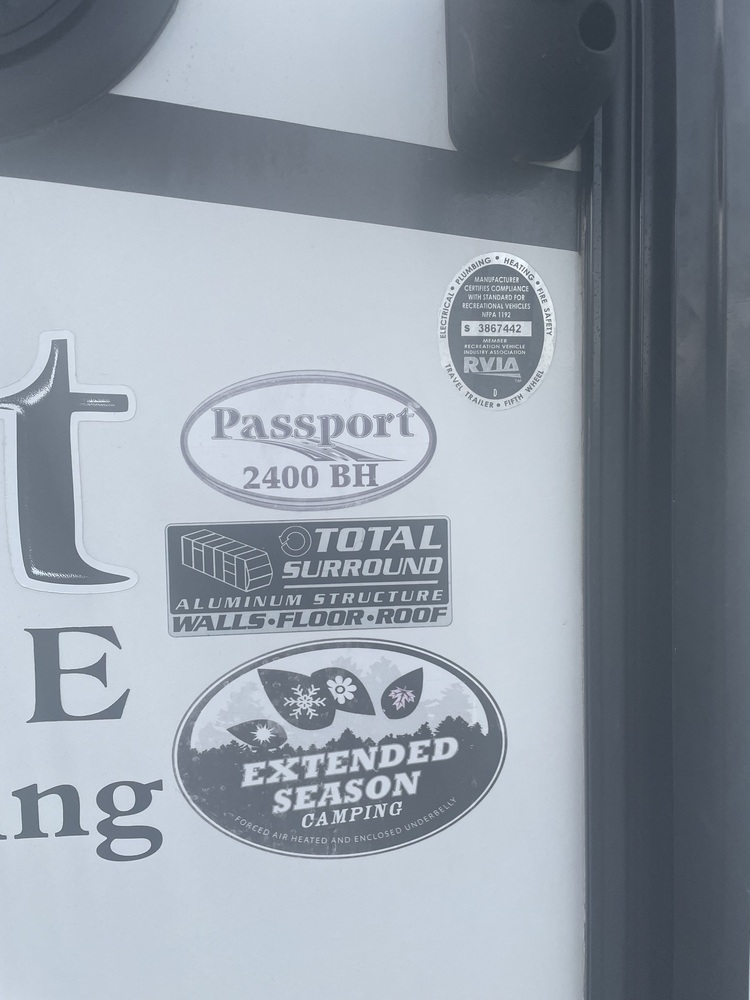 ELECTRICAL • PLUMBING • HEATING • FIRE SAFETY
MANUFACTURER
CERTIFIES COMPLIANCE
WITH STANDARD FOR
RECREATIONAL VEHICLES
NFPA 1192
S 3867442
MEMBER
RECREATION VEHICLE
INDUSTRY ASSOCIATION
RVIA
D
TRAVEL TRAILER • FIFTH WHEEL
t
Passport
2400 BH
TOTAL
SURROUND
ALUMINUM STRUCTURE
WALLS•FLOOR•ROOF
E
EXTENDED
SEASON
CAMPING
FORCED AIR HEATED AND ENCLOSED UNDERBELLY
ng